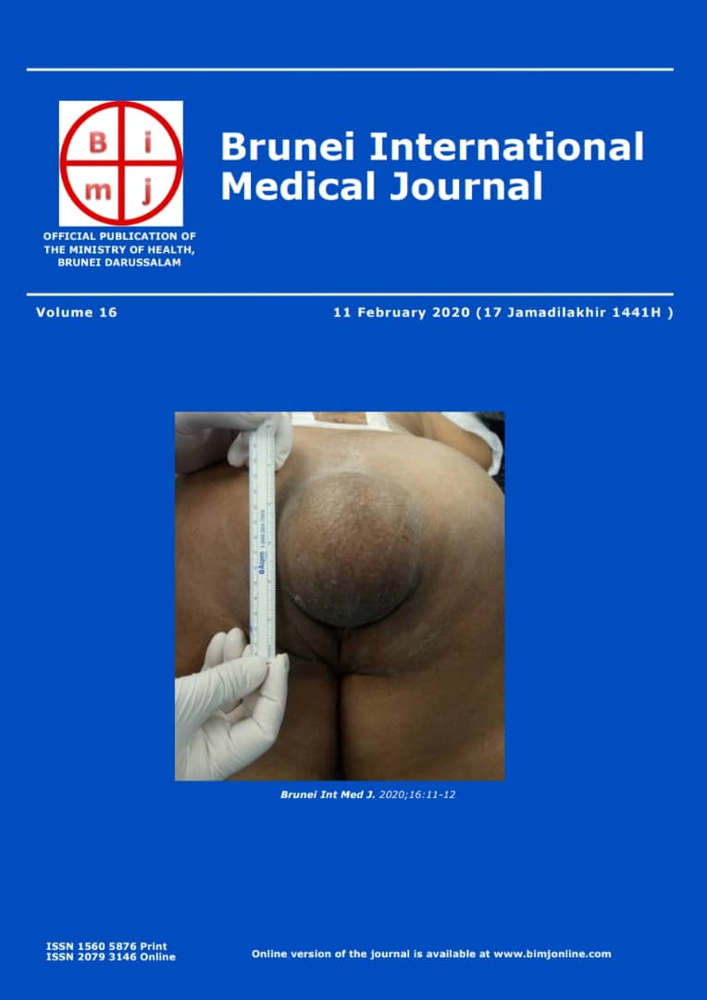 B i
m j
Brunei International
Medical Journal
OFFICIAL PUBLICATION OF
THE MINISTRY OF HEALTH,
BRUNEI DARUSSALAM
Volume 16
11 February 2020 (17 Jamadilakhir 1441H )
Brunei Int Med J. 2020;16:11-12
ISSN 1560 5876 Print
ISSN 2079 3146 Online
Online version of the journal is available at www.bimjonline.com